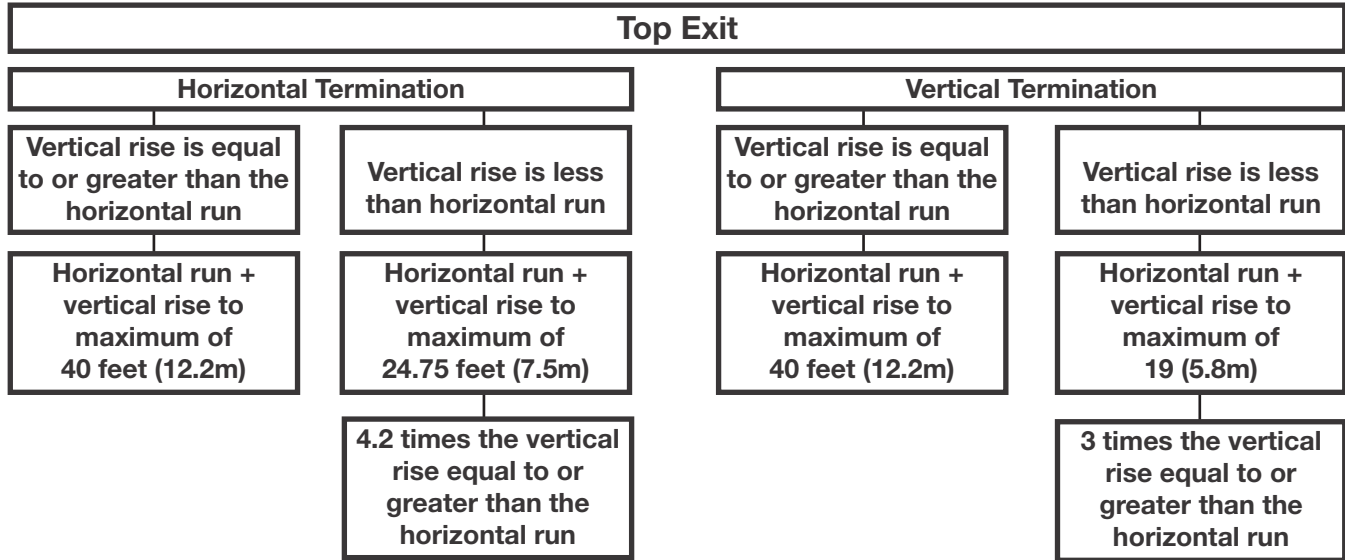 Top Exit
Horizontal Termination
Vertical rise is equal
to or greater than the
horizontal run
Horizontal run +
vertical rise to
maximum of
40 feet (12.2m)
Vertical rise is less
than horizontal run
Horizontal run +
vertical rise to
maximum of
24.75 feet (7.5m)
4.2 times the vertical
rise equal to or
greater than the
horizontal run
Vertical Termination
Vertical rise is equal
to or greater than the
horizontal run
Horizontal run +
vertical rise to
maximum of
40 feet (12.2m)
Vertical rise is less
than horizontal run
Horizontal run +
vertical rise to
maximum of
19 (5.8m)
3 times the vertical
rise equal to or
greater than the
horizontal run